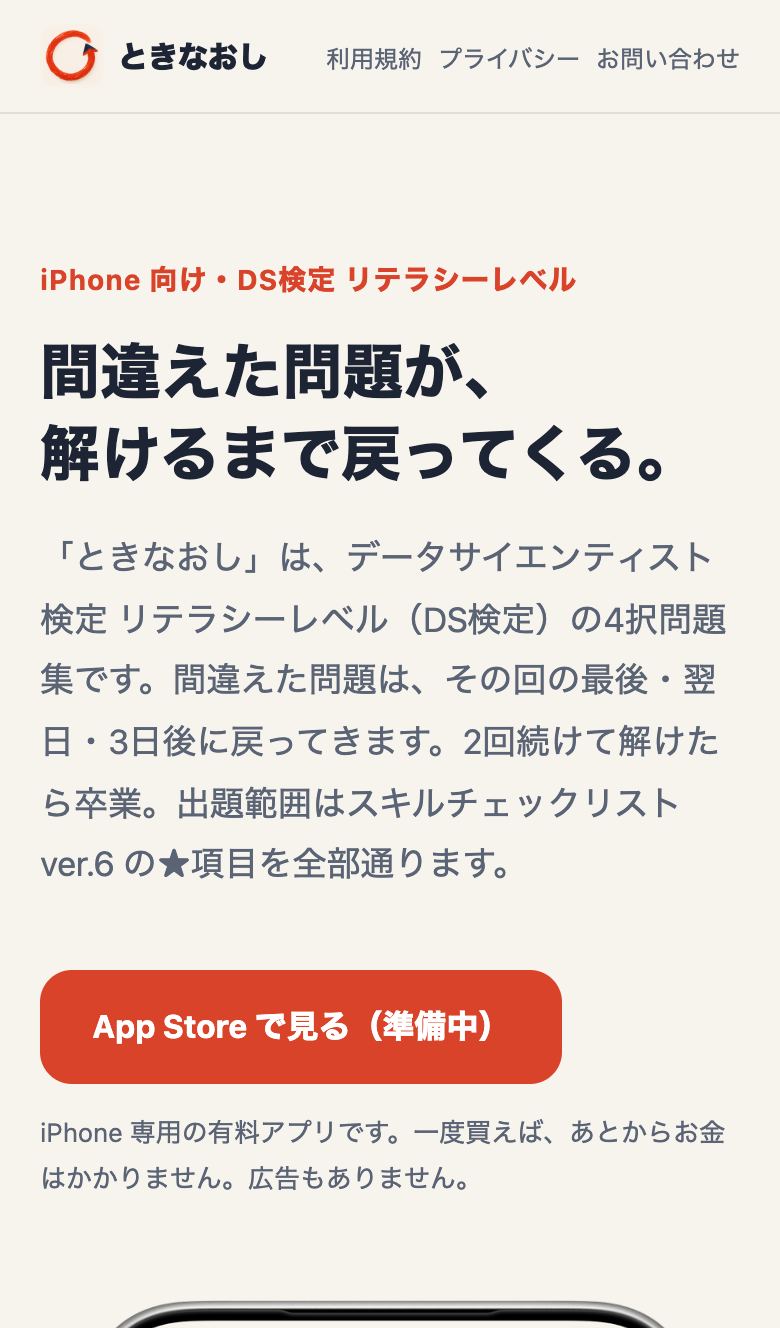 ときなおし
利用規約 プライバシー お問い合わせ
iPhone 向け・DS検定 リテラシーレベル
間違えた問題が、
解けるまで戻ってくる。
「ときなおし」は、データサイエンティスト
検定 リテラシーレベル（DS検定）の4択問題
集です。間違えた問題は、その回の最後・翌
日・3日後に戻ってきます。2回続けて解けた
ら卒業。出題範囲はスキルチェックリスト
ver.6 の★項目を全部通ります。
App Store で見る（準備中）
iPhone 専用の有料アプリです。一度買えば、あとからお金
はかかりません。広告もありません。